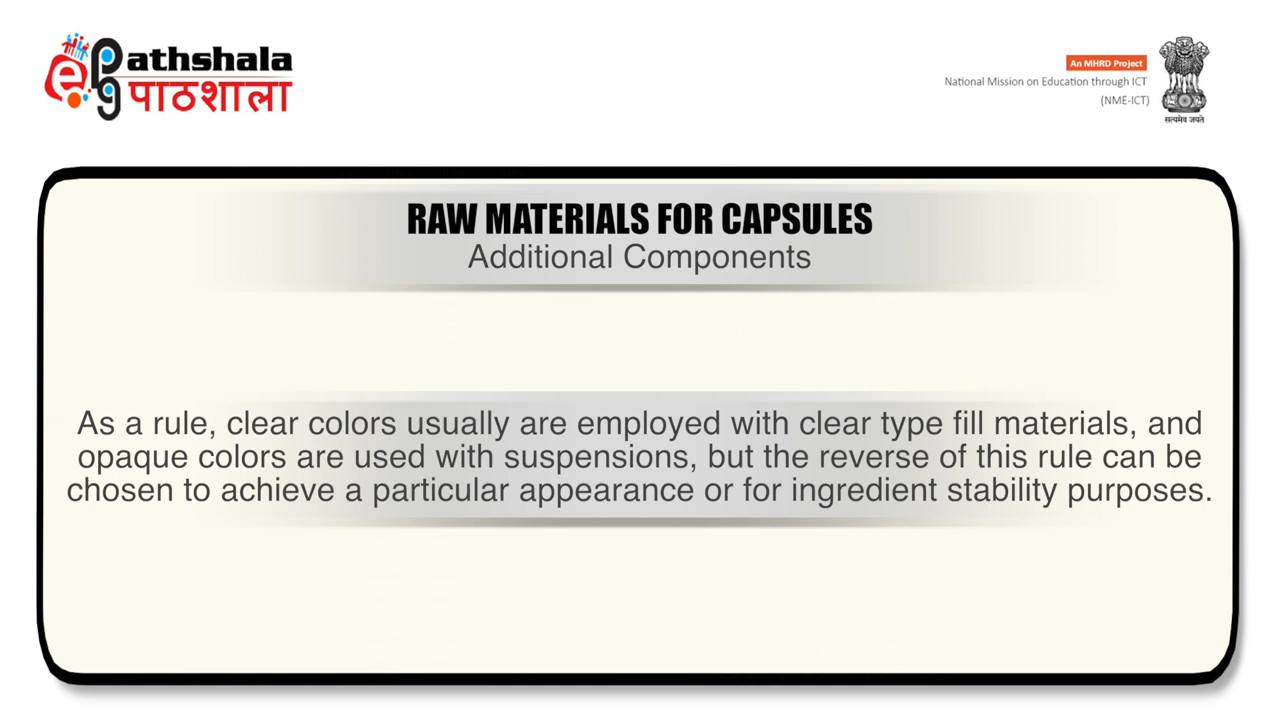 e pg athshala
पाठशाला
An MHRD Project
National Mission on Education through ICT
(NME-ICT)
सत्यमेव जयते
RAW MATERIALS FOR CAPSULES
Additional Components
As a rule, clear colors usually are employed with clear type fill materials, and
opaque colors are used with suspensions, but the reverse of this rule can be
chosen to achieve a particular appearance or for ingredient stability purposes.